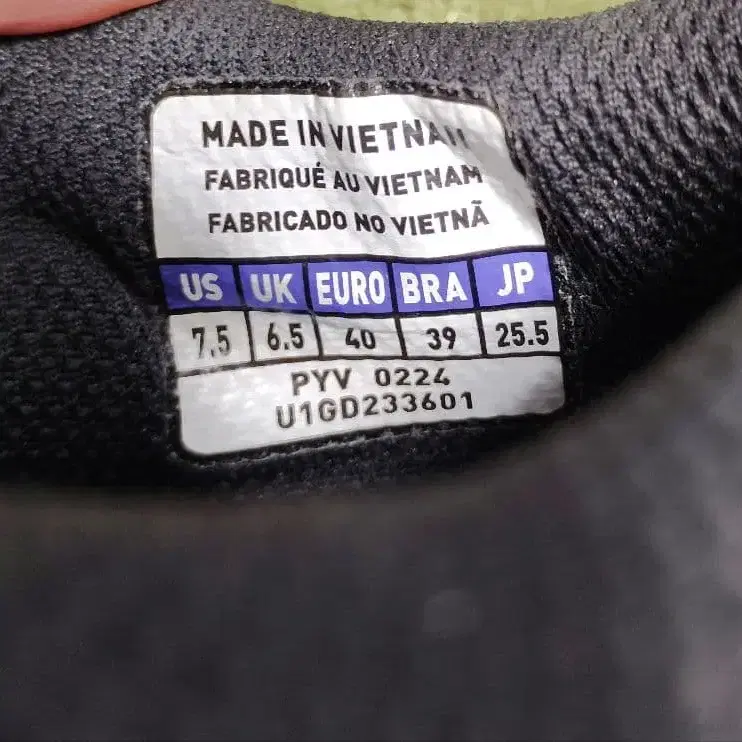 MADE IN VIETNAM
FABRIQUÉ AU VIETNAM
FABRICADO NO VIETNÃ
US UK EURO BRA JP
7.5 6.5 40 39 25.5
PYV 0224
U1GD233601